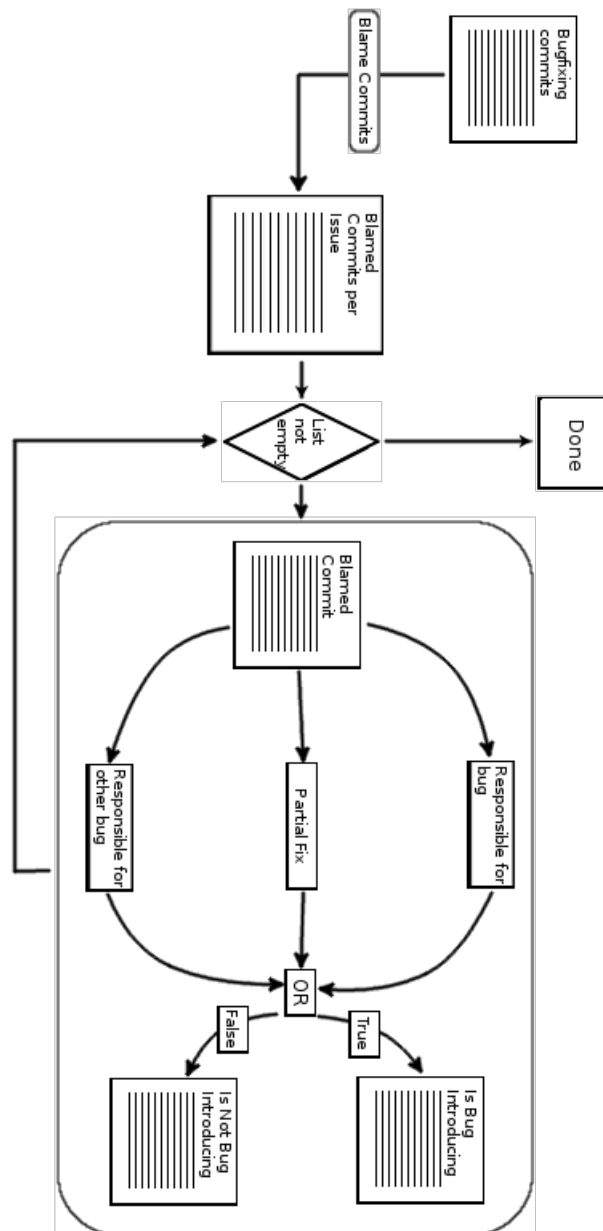 Bugfixing
commits
Blame Commits
Blamed
Commits per
Issue
List
not
empty
Done
Blamed
Commit
Responsible for
bug
Partial Fix
Responsible for
other bug
OR
True
False
Is Bug
Introducing
Is Not Bug
Introducing